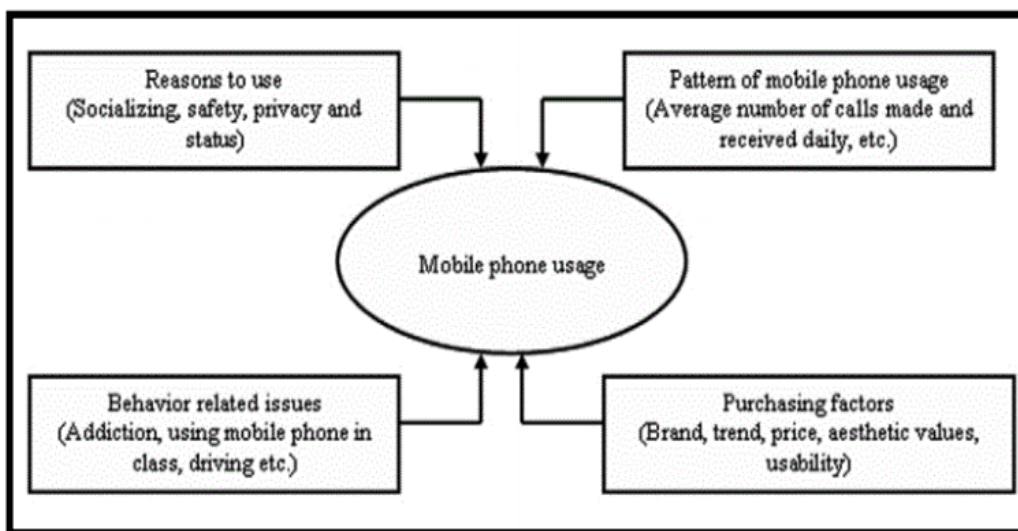 Reasons to use
(Socializing, safety, privacy and
status)
Pattern of mobile phone usage
(Average number of calls made and
received daily, etc.)
Mobile phone usage
Behavior related issues
(Addiction, using mobile phone in
class, driving etc.)
Purchasing factors
(Brand, trend, price, aesthetic values,
usability)